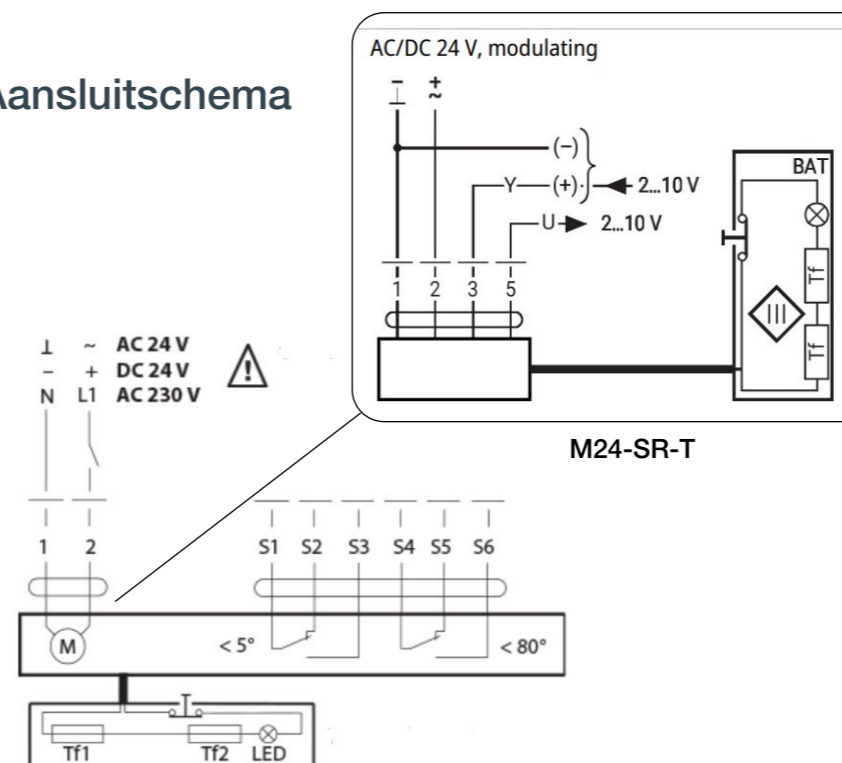 Aansluitschema
AC/DC 24 V, modulating
– +
⊥ ~
(–)
Y (+) 2...10 V
U 2...10 V
1 2 3 5
BAT
Tf
Tf
M24-SR-T
⊥ ~ AC 24 V
– + DC 24 V
N L1 AC 230 V
1 2 S1 S2 S3 S4 S5 S6
M < 5° < 80°
Tf1 Tf2 LED